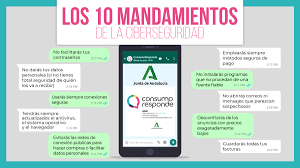 LOS 10 MANDAMIENTOS
DE LA CIBERSEGURIDAD
No facilitarás tus
contraseñas
No darás tus datos
personales (si no tienes
total seguridad de quién
los va a recibir)
Usarás siempre conexiones
seguras
Tendrás siempre
actualizados el antivirus,
el sistema operativo
y el navegador
Evitarás las redes de
conexión públicas para
hacer compras o facilitar
datos personales
Junta de Andalucía
consumo
responde
Emplearás siempre
métodos seguros de
pago
No instalarás programas
que no procedan de una
fuente fiable
No abrirás correos
ni mensajes que parezcan
sospechosos
Desconfiarás de los
anuncios con precios
exageradamente
bajos
Guardarás todas tus
facturas